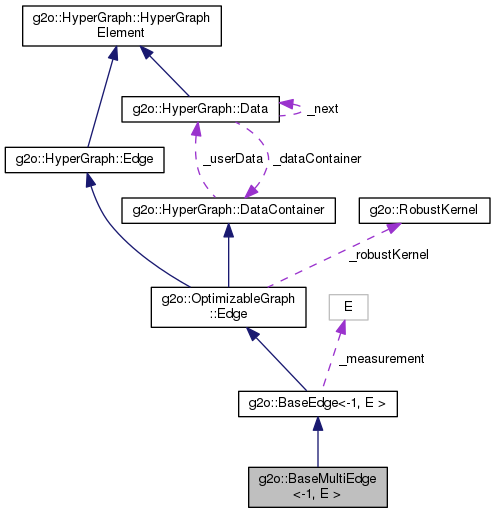 g2o::HyperGraph::HyperGraph
Element
g2o::HyperGraph::Data
_next
g2o::HyperGraph::Edge
_userData
_dataContainer
g2o::HyperGraph::DataContainer
g2o::RobustKernel
_robustKernel
g2o::OptimizableGraph
::Edge
E
_measurement
g2o::BaseEdge<-1, E >
g2o::BaseMultiEdge
<-1, E >